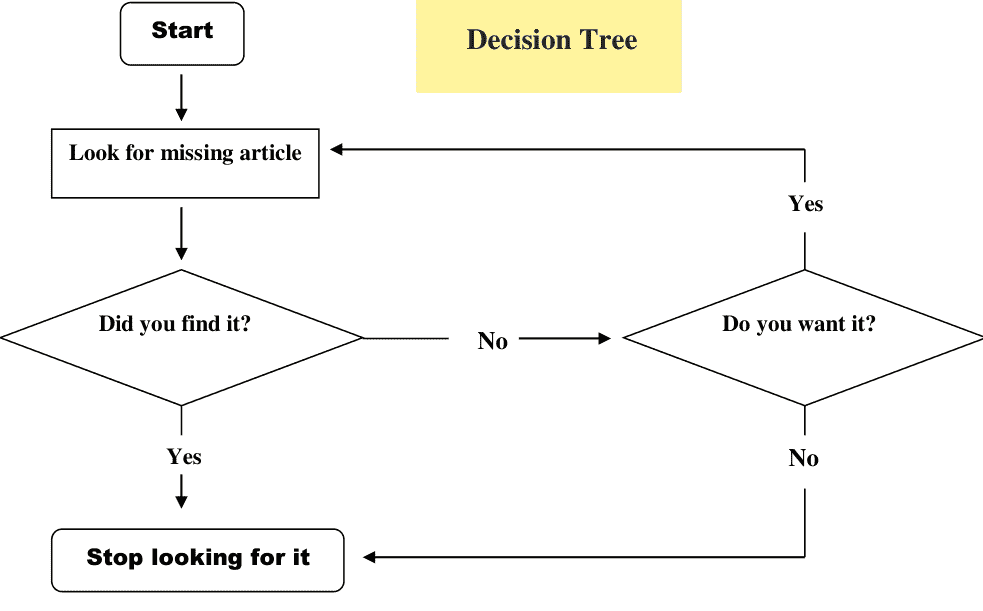 Start
Decision Tree
Look for missing article
Yes
Did you find it?
No
Do you want it?
Yes
No
Stop looking for it